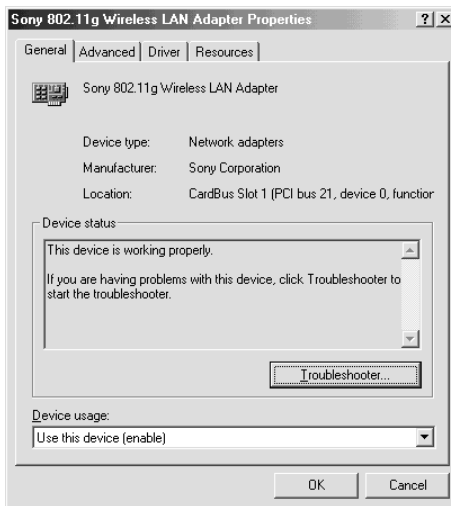 Sony 802.11g Wireless LAN Adapter Properties
General Advanced Driver Resources
Sony 802.11g Wireless LAN Adapter
Device type: Network adapters
Manufacturer: Sony Corporation
Location: CardBus Slot 1 (PCI bus 21, device 0, function
Device status
This device is working properly.
If you are having problems with this device, click Troubleshooter to
start the troubleshooter.
Troubleshooter...
Device usage:
Use this device (enable)
OK Cancel